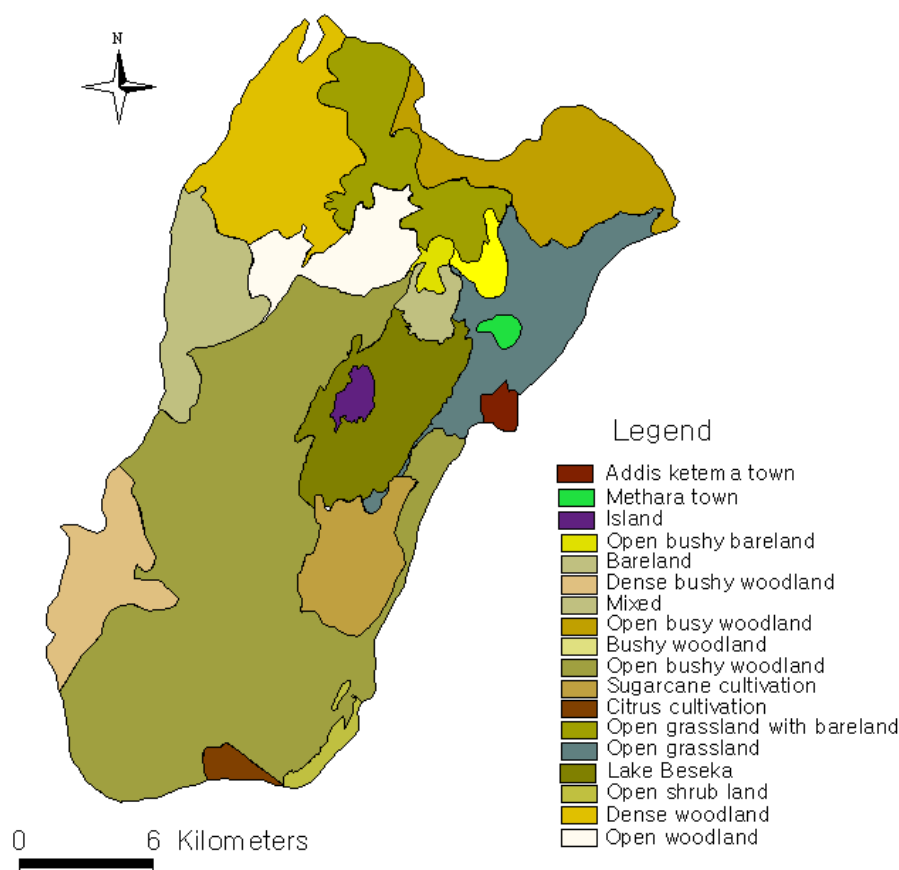 N
Legend
Addis ketema town
Methara town
Island
Open bushy bareland
Bareland
Dense bushy woodland
Mixed
Open busy woodland
Bushy woodland
Open bushy woodland
Sugarcane cultivation
Citrus cultivation
Open grassland with bareland
Open grassland
Lake Beseka
Open shrub land
Dense woodland
Open woodland
0 6 Kilometers